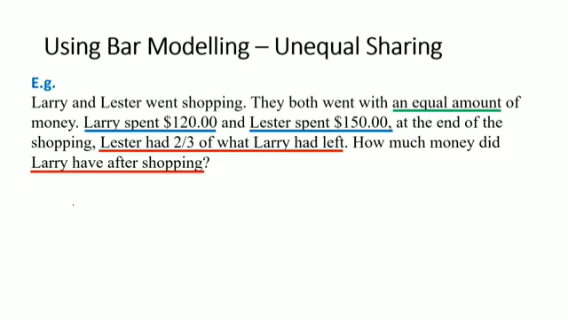 Using Bar Modelling – Unequal Sharing
E.g.
Larry and Lester went shopping. They both went with an equal amount of
money. Larry spent $120.00 and Lester spent $150.00, at the end of the
shopping, Lester had 2/3 of what Larry had left. How much money did
Larry have after shopping?